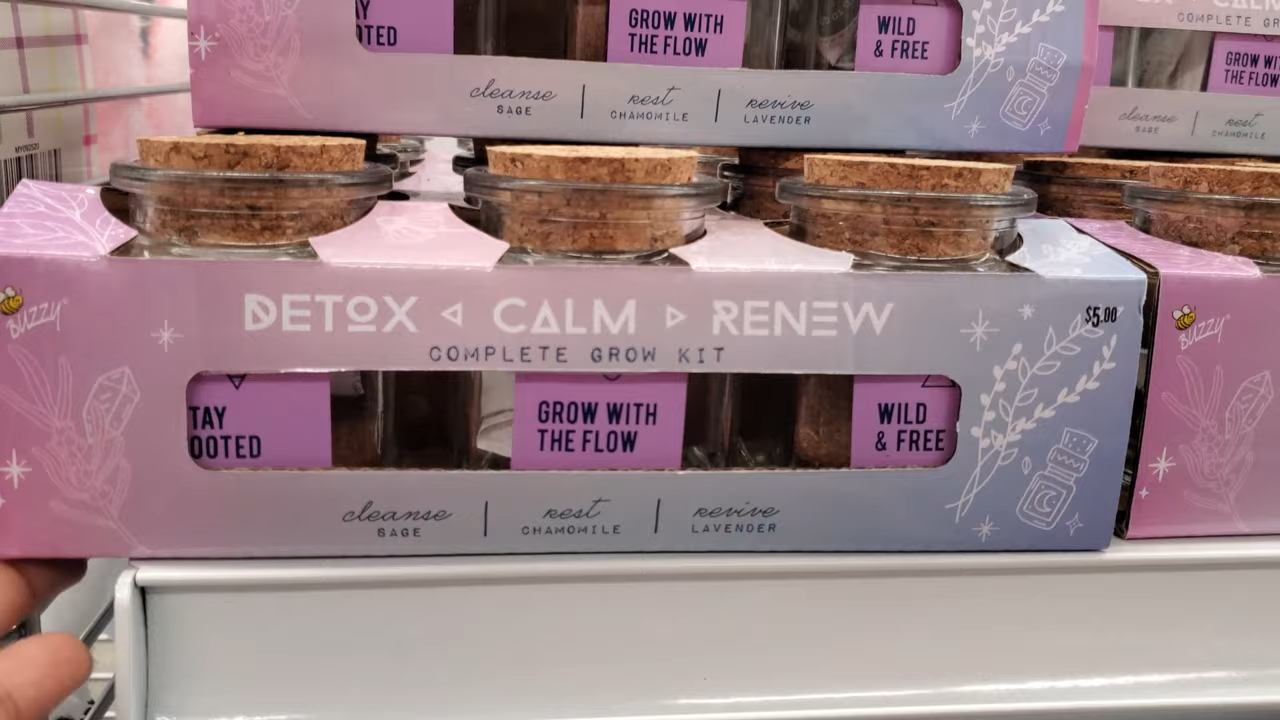 GROW WITH
THE FLOW
WILD
& FREE
cleanse
SAGE
rest
CHAMOMILE
revive
LAVENDER
COMPLETE
GROW
THE FLOW
cleanse
SAGE
rest
CHAMOMILE
BUZZY
DETOX ◁ CALM ▷ RENEW
COMPLETE GROW KIT
$5.00
BUZZY
TAY
OOTED
GROW WITH
THE FLOW
WILD
& FREE
cleanse
SAGE
rest
CHAMOMILE
revive
LAVENDER